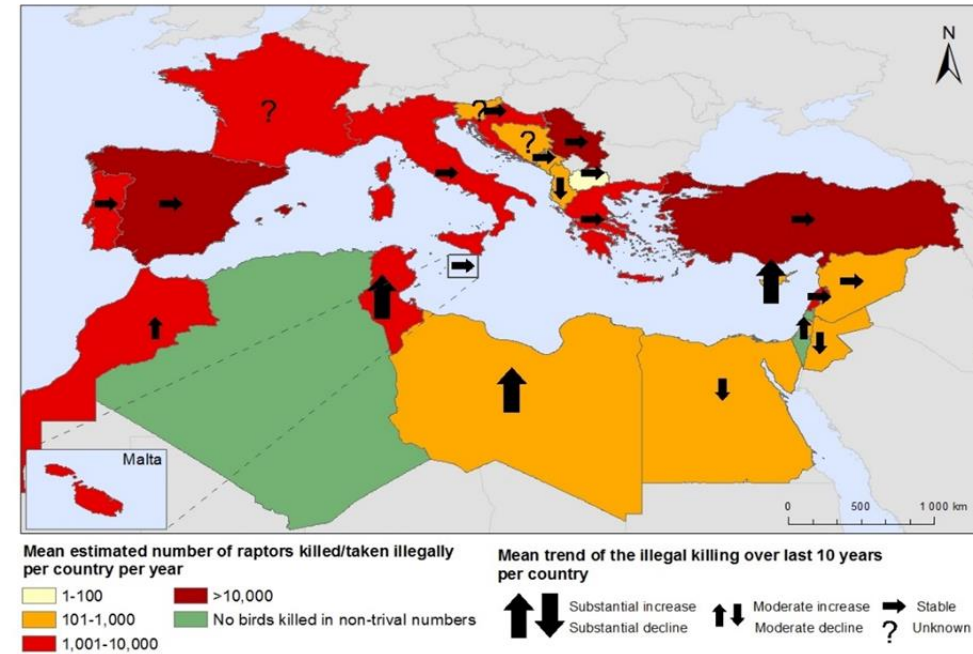 N
?
?
?
Malta
0 500 1 000 km
Mean estimated number of raptors killed/taken illegally
per country per year
1-100
101-1,000
1,001-10,000
>10,000
No birds killed in non-trival numbers
Mean trend of the illegal killing over last 10 years
per country
Substantial increase
Substantial decline
Moderate increase
Moderate decline
Stable
? Unknown